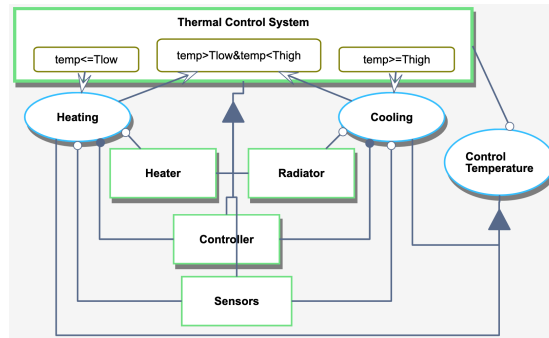 Thermal Control System
temp<=Tlow
temp>Tlow&temp<Thigh
temp>=Thigh
Heating
Cooling
Control
Temperature
Heater
Radiator
Controller
Sensors